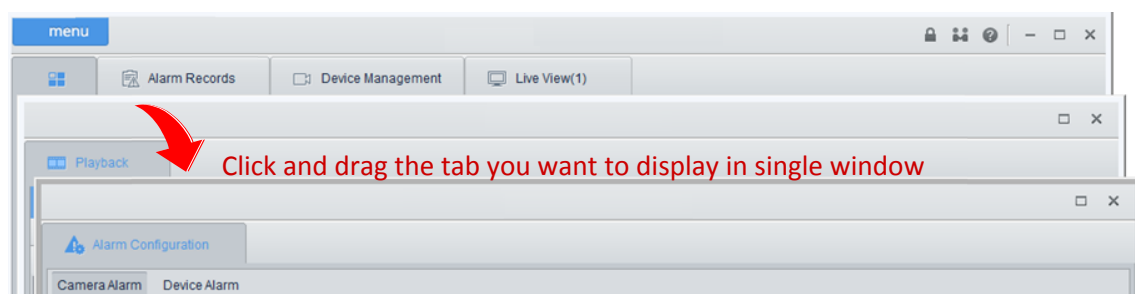 menu
Alarm Records Device Management Live View(1)
Playback
Click and drag the tab you want to display in single window
Alarm Configuration
Camera Alarm Device Alarm